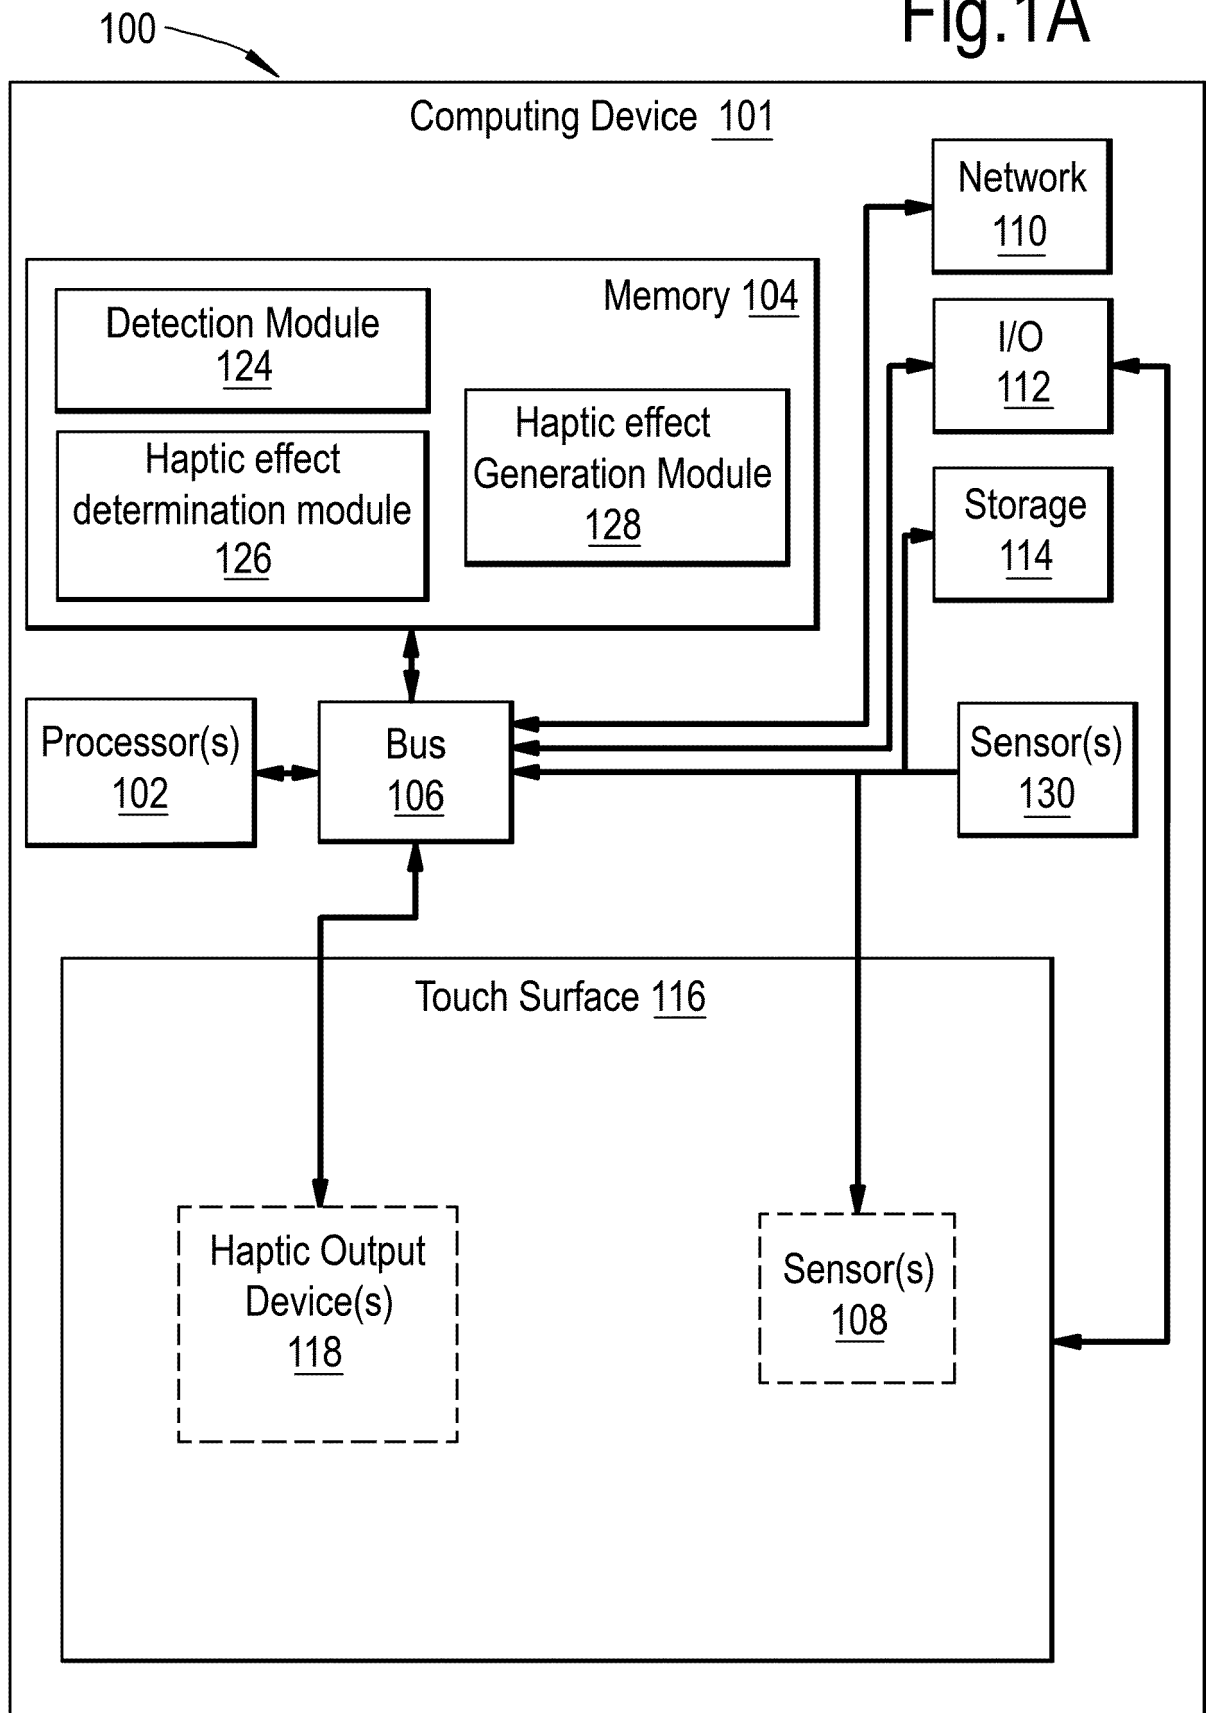 Fig.1A
100
Computing Device 101
Network
110
Memory 104
Detection Module
124
I/O
112
Haptic effect
determination module
126
Haptic effect
Generation Module
128
Storage
114
Processor(s)
102
Bus
106
Sensor(s)
130
Touch Surface 116
Haptic Output
Device(s)
118
Sensor(s)
108